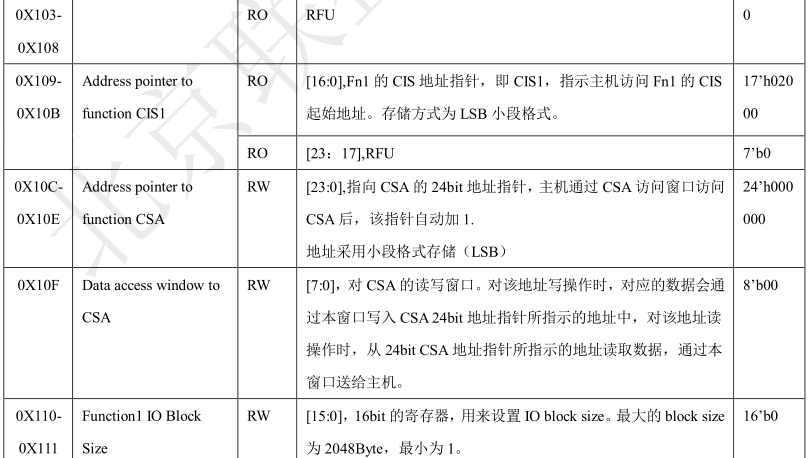 0X103-
0X108
RO
RFU
0
0X109-
0X10B
Address pointer to
function CIS1
RO
[16:0],Fn1 的 CIS 地址指针，即 CIS1，指示主机访问 Fn1 的 CIS
起始地址。存储方式为 LSB 小段格式。
17’h020
00
RO
[23：17],RFU
7’b0
0X10C-
0X10E
Address pointer to
function CSA
RW
[23:0],指向 CSA 的 24bit 地址指针，主机通过 CSA 访问窗口访问
CSA 后，该指针自动加 1.
地址采用小段格式存储（LSB）
24’h000
000
0X10F
Data access window to
CSA
RW
[7:0]，对 CSA 的读写窗口。对该地址写操作时，对应的数据会通
过本窗口写入 CSA 24bit 地址指针所指示的地址中，对该地址读
操作时，从 24bit CSA 地址指针所指示的地址读取数据，通过本
窗口送给主机。
8’b00
0X110-
0X111
Function1 IO Block
Size
RW
[15:0]，16bit 的寄存器，用来设置 IO block size。最大的 block size
为 2048Byte，最小为 1。
16’b0
北京联